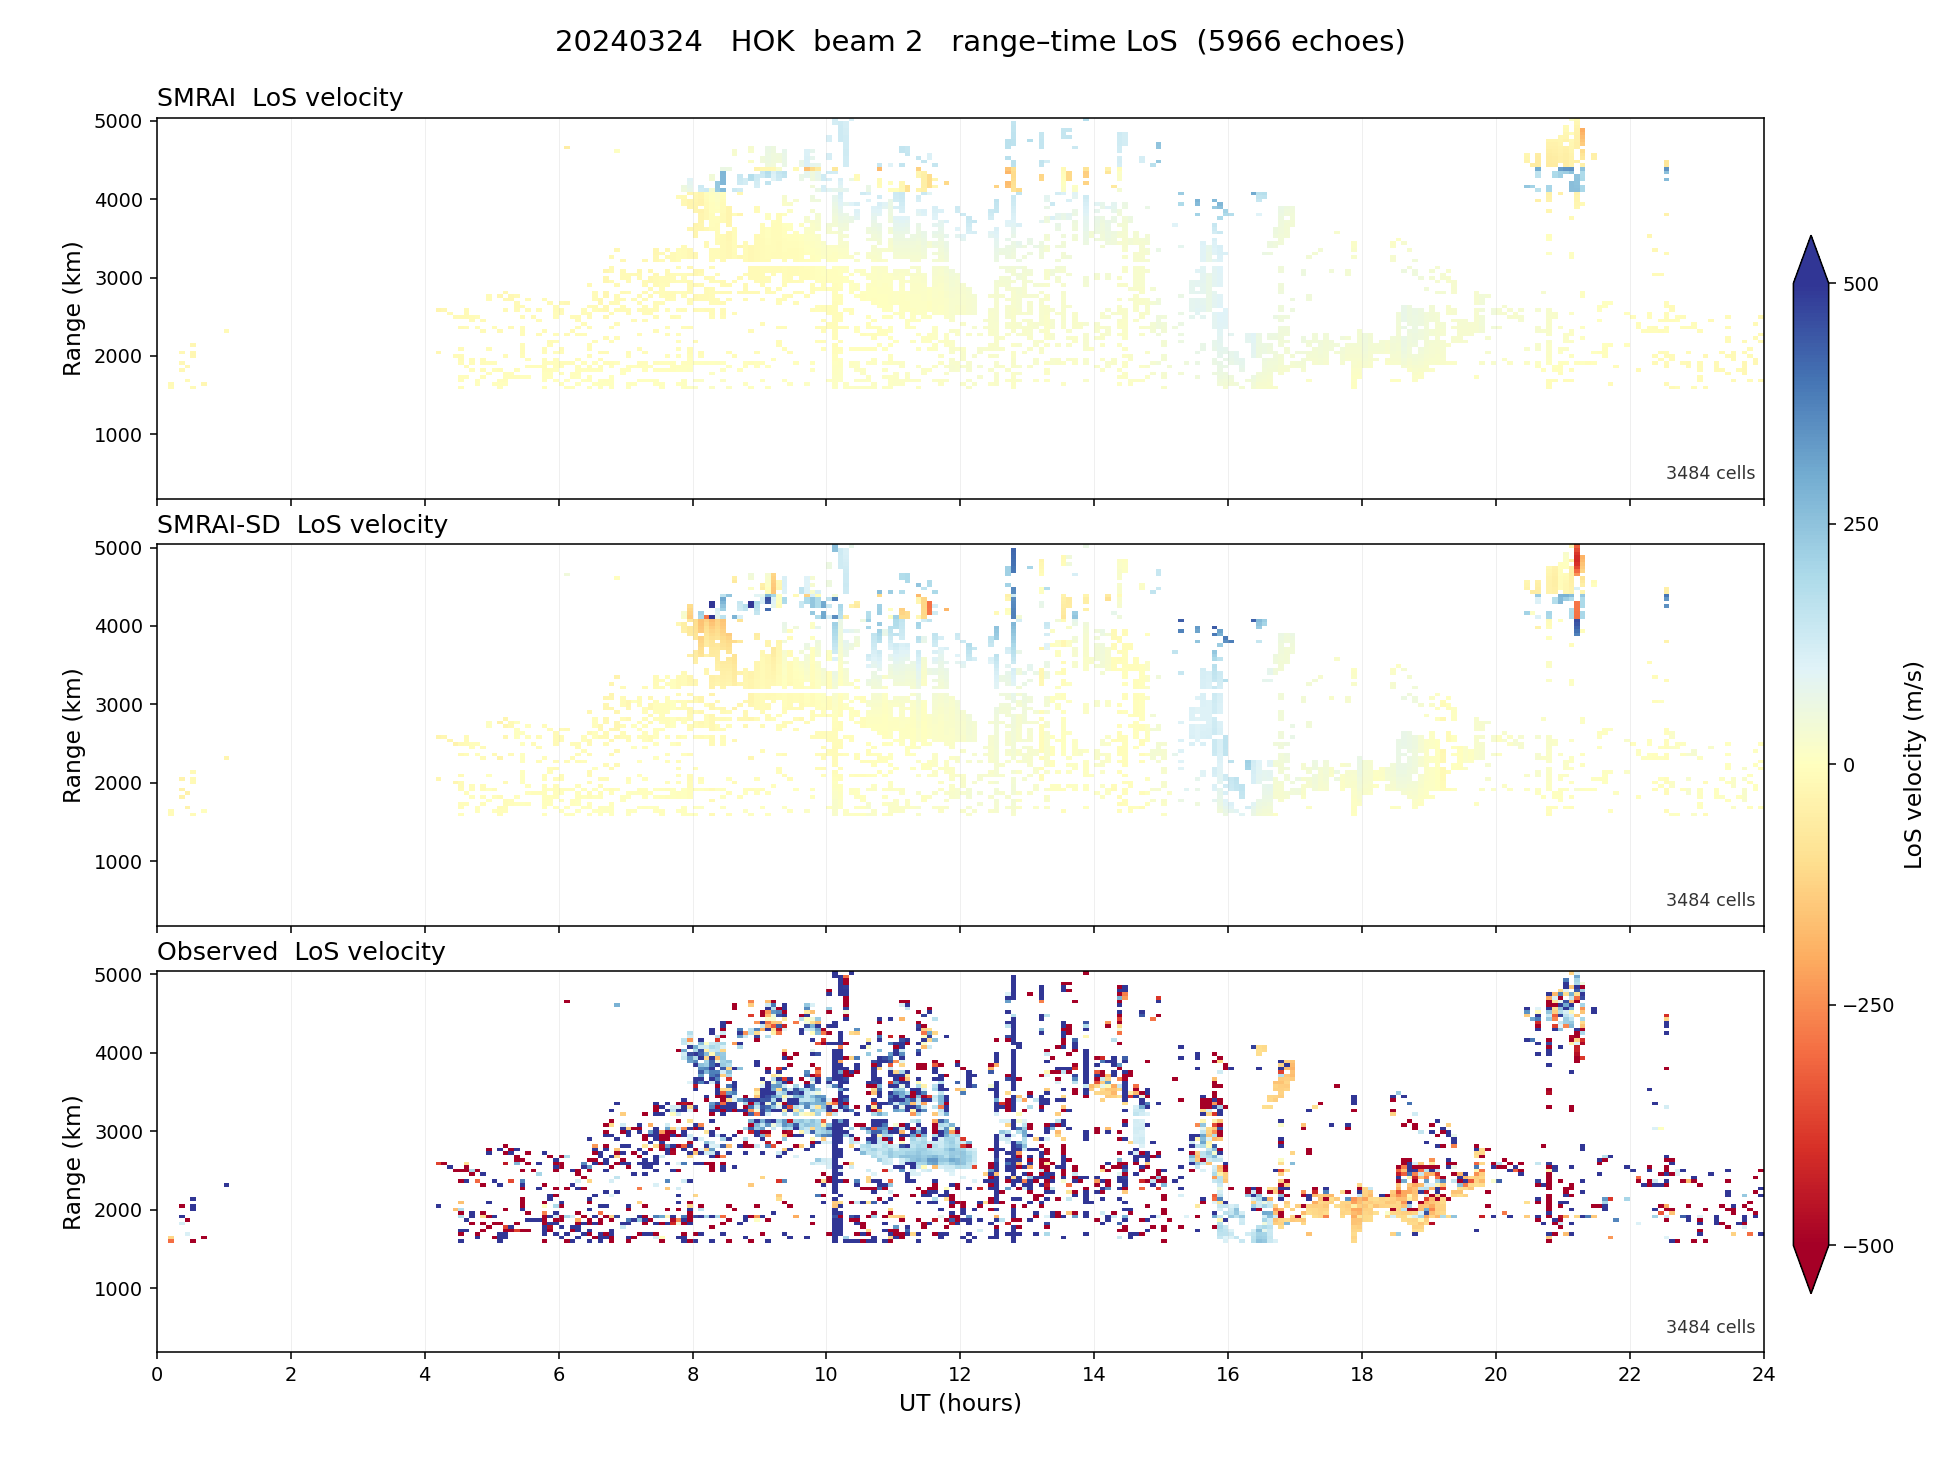 20240324 HOK beam 2 range–time LoS (5966 echoes)
SMRAI LoS velocity
5000
4000
3000
2000
1000
Range (km)
3484 cells
SMRAI-SD LoS velocity
5000
4000
3000
2000
1000
Range (km)
3484 cells
Observed LoS velocity
5000
4000
3000
2000
1000
Range (km)
3484 cells
0 2 4 6 8 10 12 14 16 18 20 22 24
UT (hours)
500
250
0
−250
−500
LoS velocity (m/s)